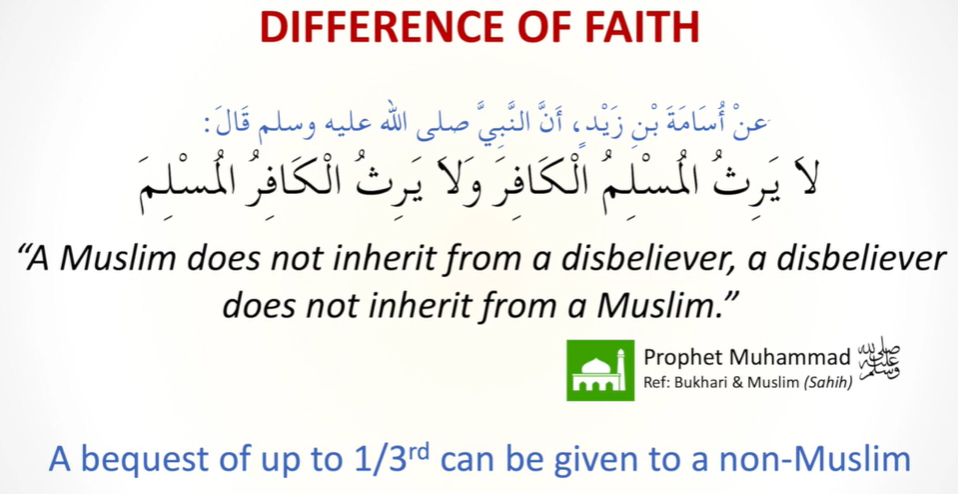 DIFFERENCE OF FAITH
عنْ أُسَامَةَ بْنِ زَيْدٍ، أَنَّ النَّبِيَّ صلى الله عليه وسلم قَالَ:
لاَ يَرِثُ الْمُسْلِمُ الْكَافِرَ وَلاَ يَرِثُ الْكَافِرُ الْمُسْلِمَ
“A Muslim does not inherit from a disbeliever, a disbeliever
does not inherit from a Muslim.”
Prophet Muhammad صلى الله عليه وسلم
Ref: Bukhari & Muslim (Sahih)
A bequest of up to 1/3rd can be given to a non-Muslim